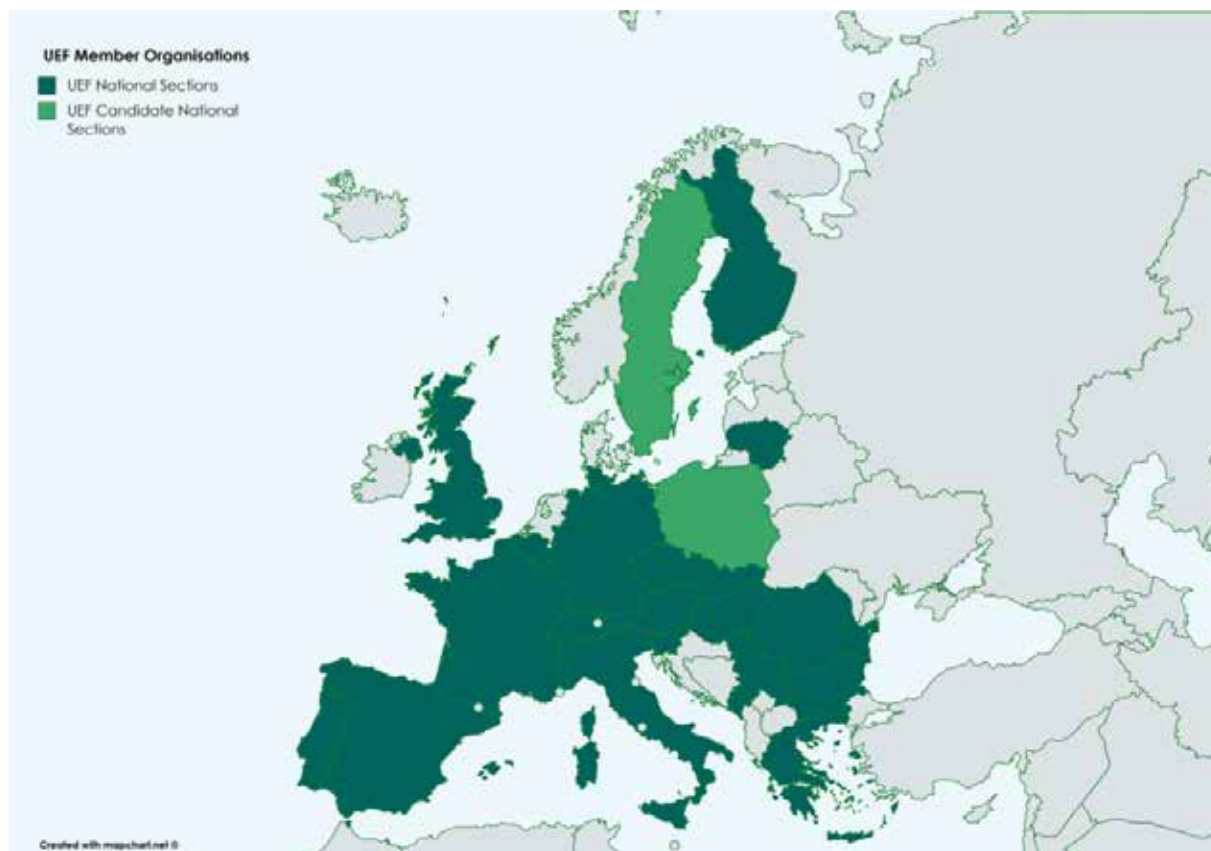 UEF Member Organisations
UEF National Sections
UEF Candidate National
Sections
Created with mapchart.net ©